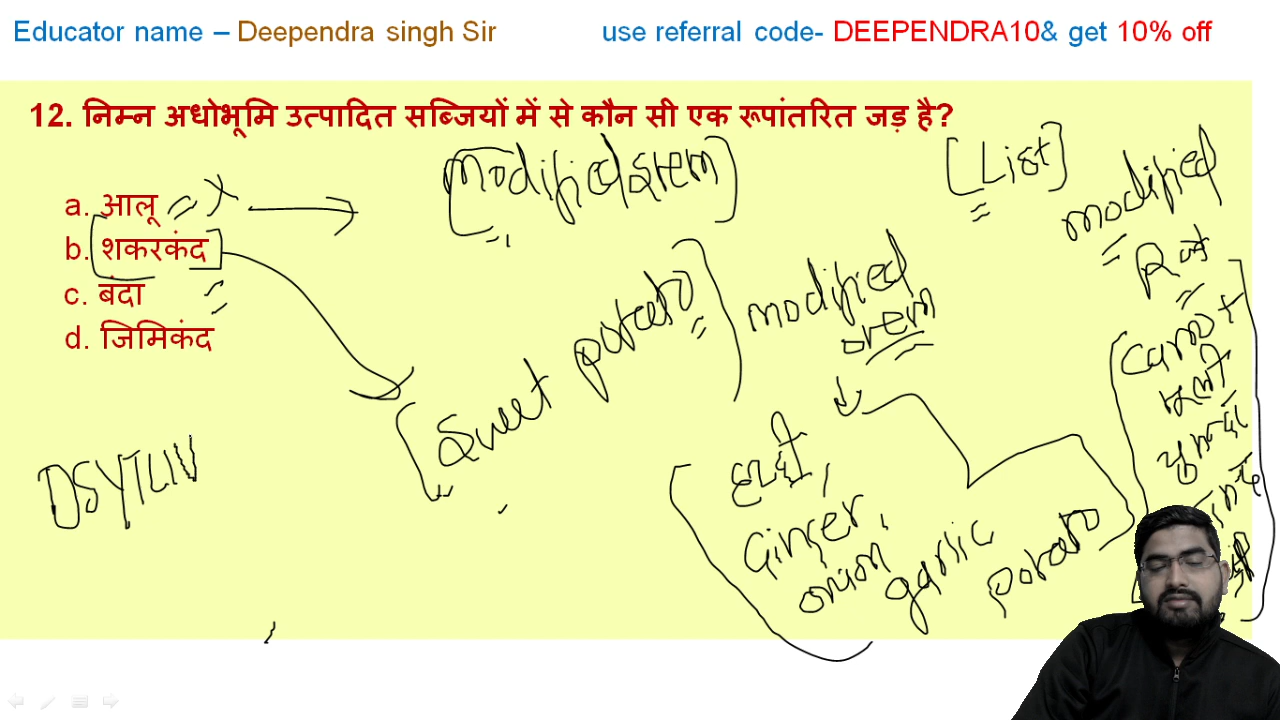 Educator name – Deependra singh Sir
use referral code- DEEPENDRA10& get 10% off
12. निम्न अधोभूमि उत्पादित सब्जियों में से कौन सी एक रूपांतरित जड़ है?
a. आलू
b. शकरकंद
c. बंदा
d. जिमिकंद
[modified stem]
[List]
modified
Root
Sweet potato
modified
stem
Carrot
मूली
हल्दी,
Ginger,
onion
garlic
potato